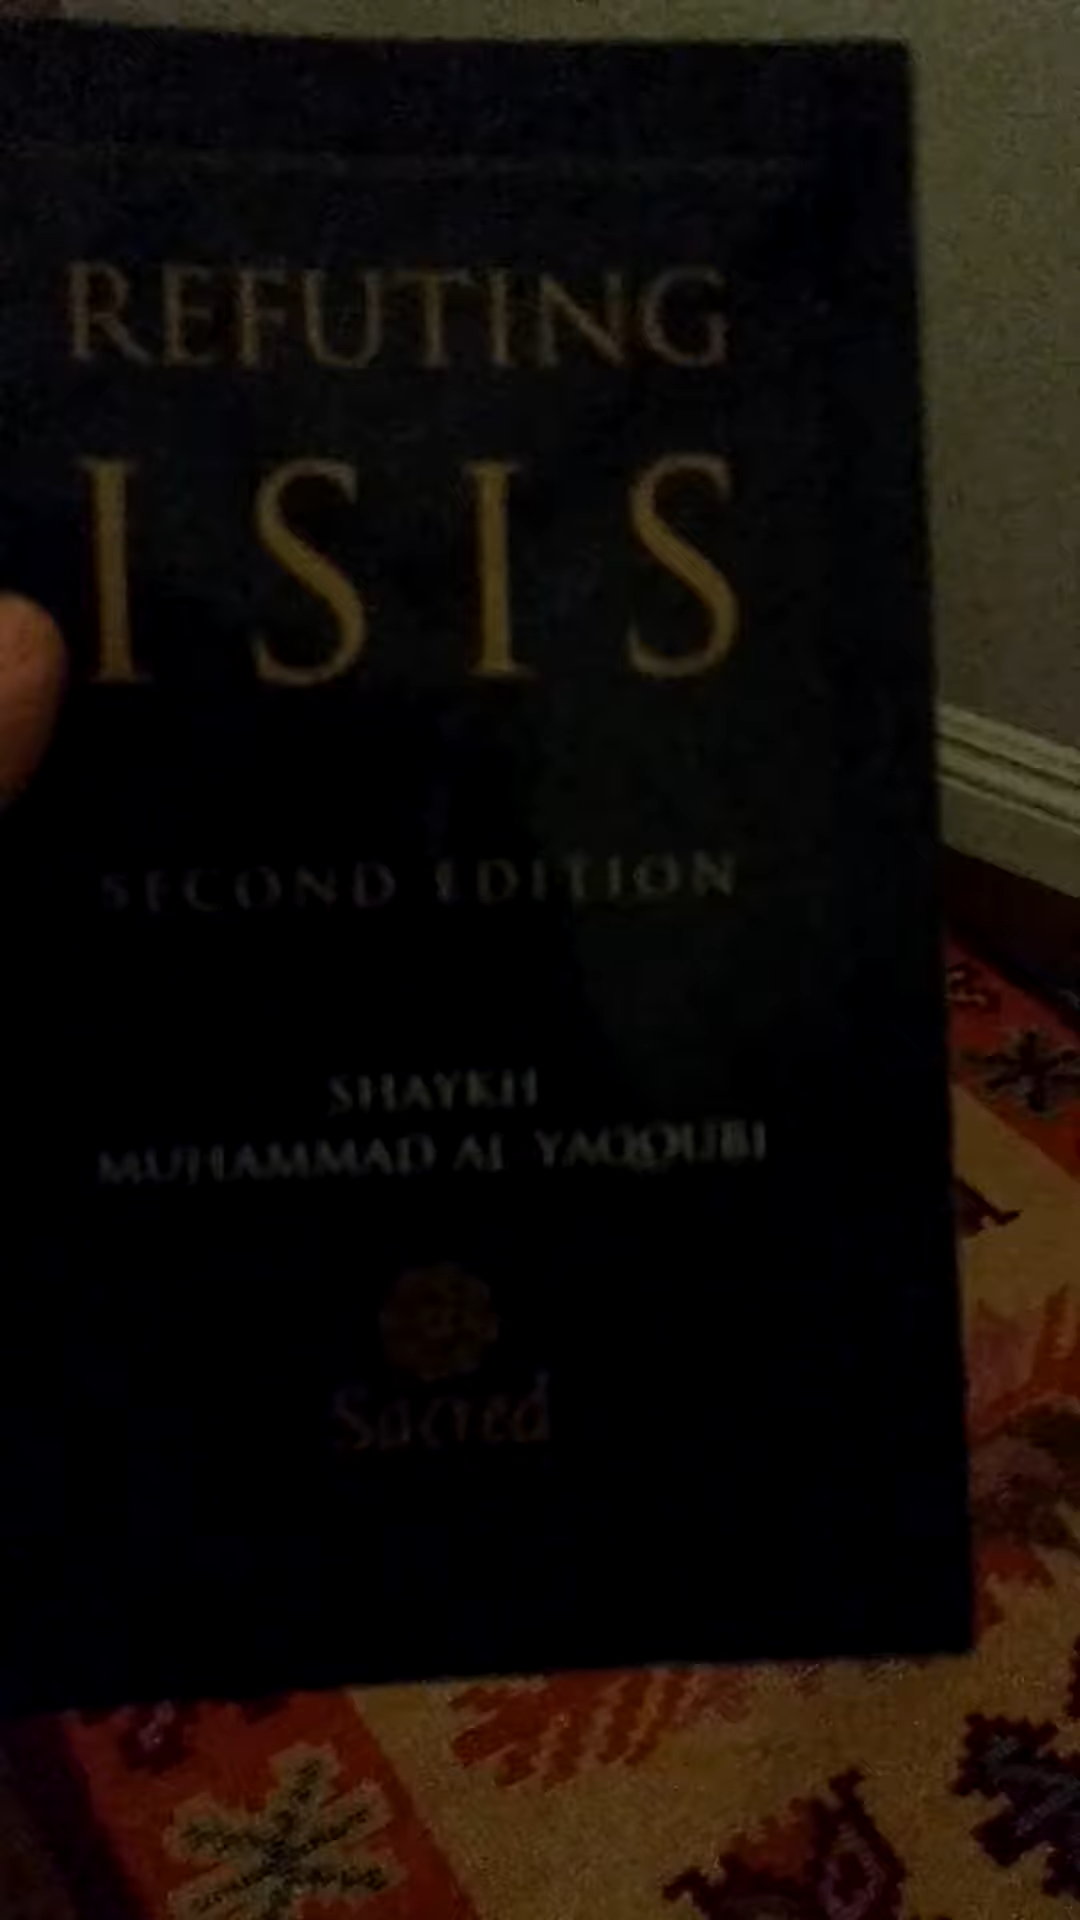 REFUTING
ISIS
SECOND EDITION
SHAYKH
MUHAMMAD AL YAQOUBI
Sacred